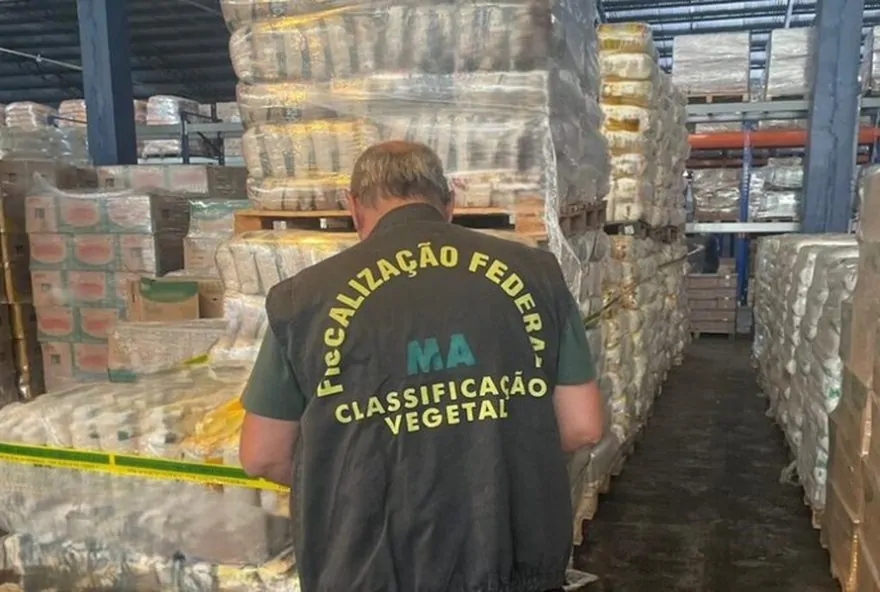 FISCALIZAÇÃO FEDERAL
MA
CLASSIFICAÇÃO
VEGETAL